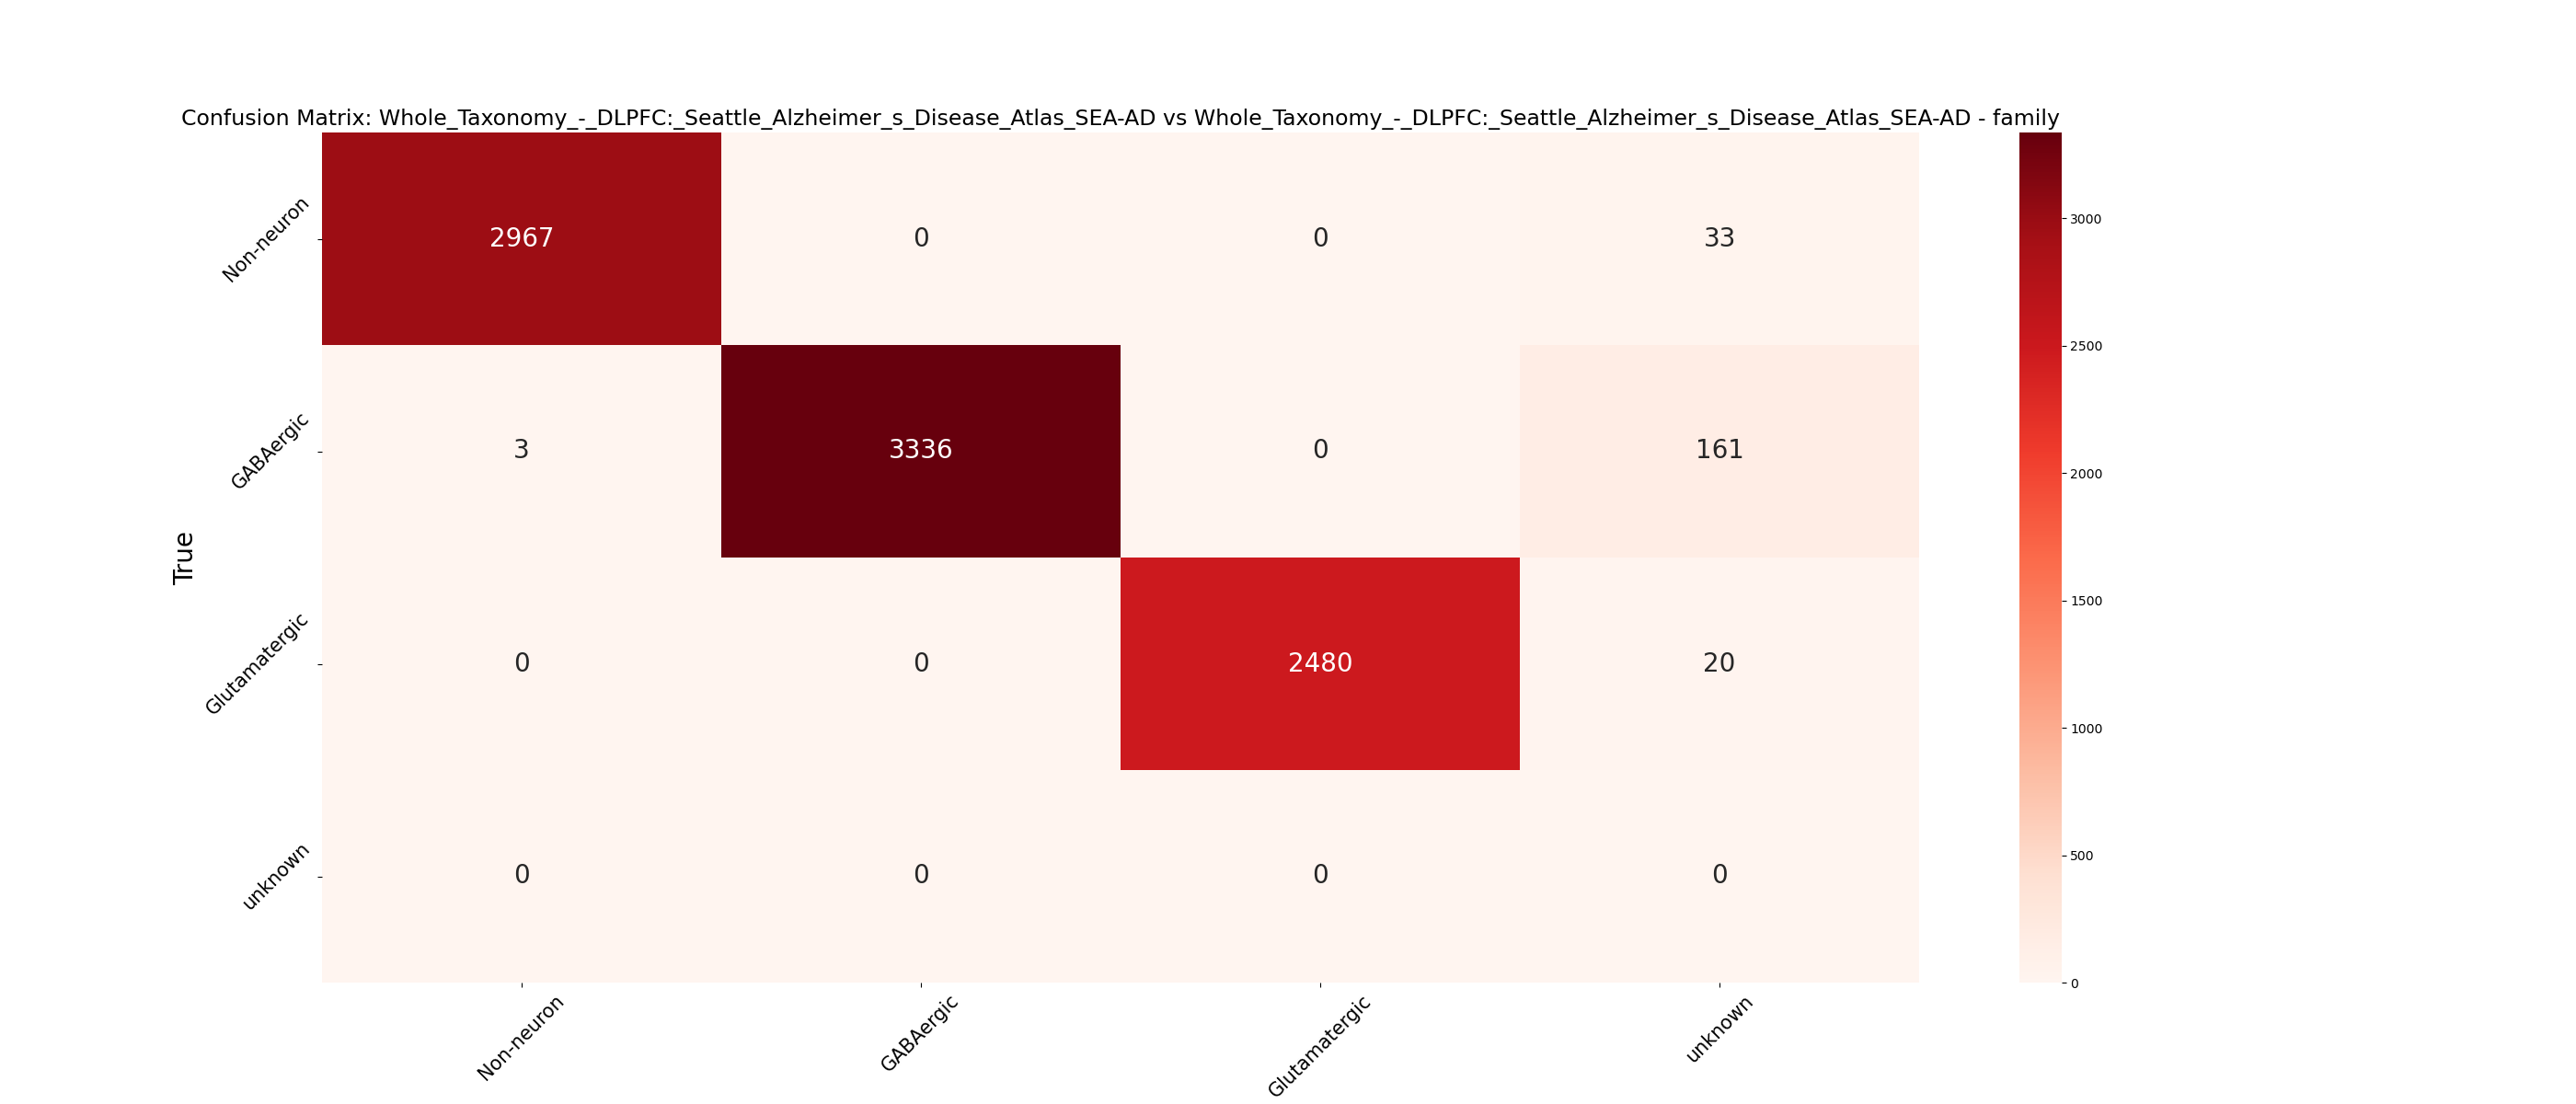 Confusion Matrix: Whole_Taxonomy_-_DLPFC:_Seattle_Alzheimer_s_Disease_Atlas_SEA-AD vs Whole_Taxonomy_-_DLPFC:_Seattle_Alzheimer_s_Disease_Atlas_SEA-AD - family
True
Non-neuron 2967 0 0 33
GABAergic 3 3336 0 161
Glutamatergic 0 0 2480 20
unknown 0 0 0 0
Non-neuron GABAergic Glutamatergic unknown
3000
2500
2000
1500
1000
500
0